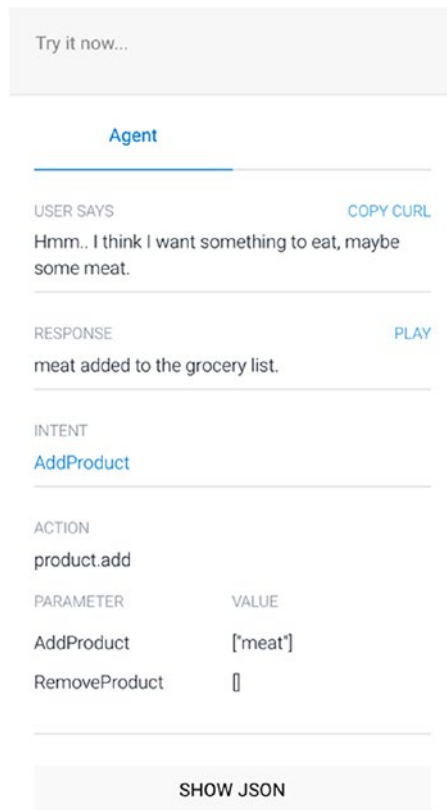 Try it now...
Agent
USER SAYS COPY CURL
Hmm.. I think I want something to eat, maybe
some meat.
RESPONSE PLAY
meat added to the grocery list.
INTENT
AddProduct
ACTION
product.add
PARAMETER VALUE
AddProduct ["meat"]
RemoveProduct []
SHOW JSON